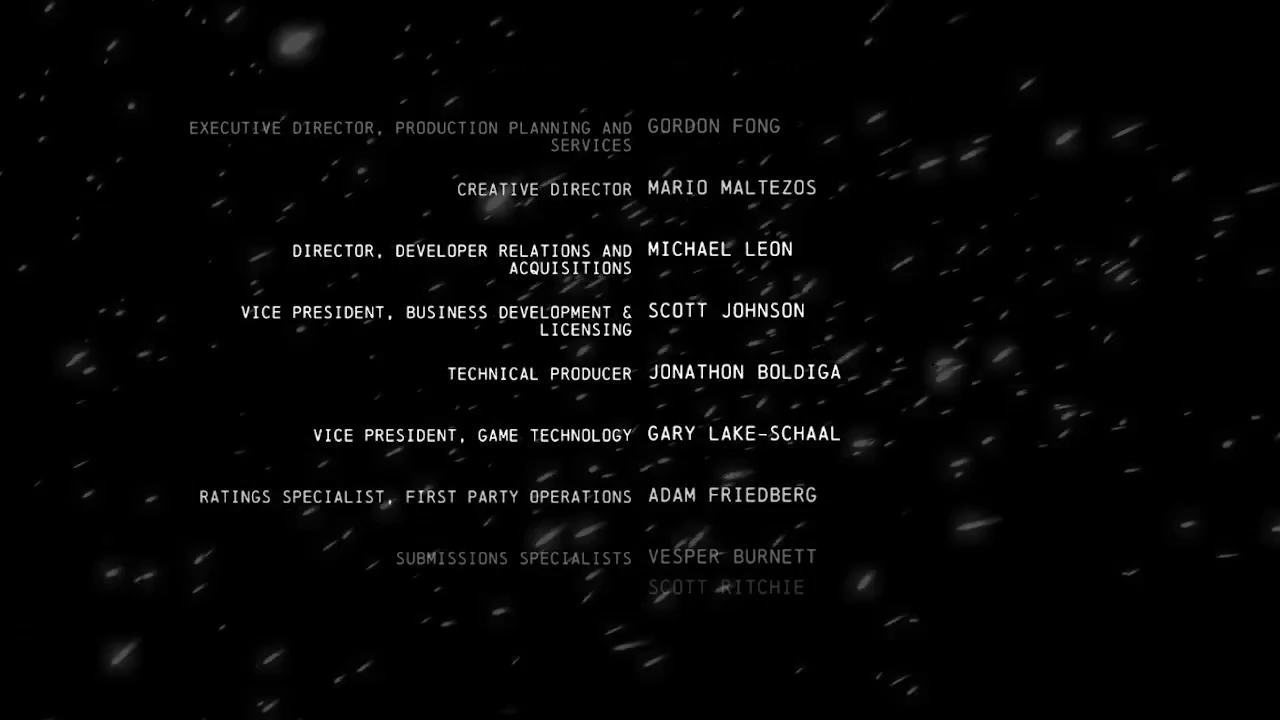 EXECUTIVE DIRECTOR, PRODUCTION PLANNING AND GORDON FONG
SERVICES
CREATIVE DIRECTOR MARIO MALTEZOS
DIRECTOR, DEVELOPER RELATIONS AND MICHAEL LEON
ACQUISITIONS
VICE PRESIDENT, BUSINESS DEVELOPMENT & SCOTT JOHNSON
LICENSING
TECHNICAL PRODUCER JONATHON BOLDIGA
VICE PRESIDENT, GAME TECHNOLOGY GARY LAKE-SCHAAL
RATINGS SPECIALIST, FIRST PARTY OPERATIONS ADAM FRIEDBERG
SUBMISSIONS SPECIALISTS VESPER BURNETT
SCOTT RITCHIE